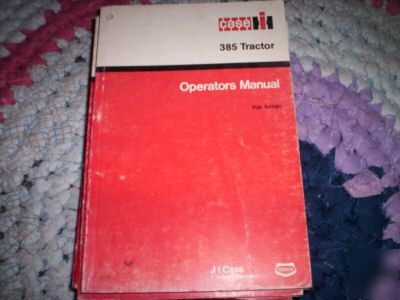 case IH
385 Tractor
Operators Manual
J I Case